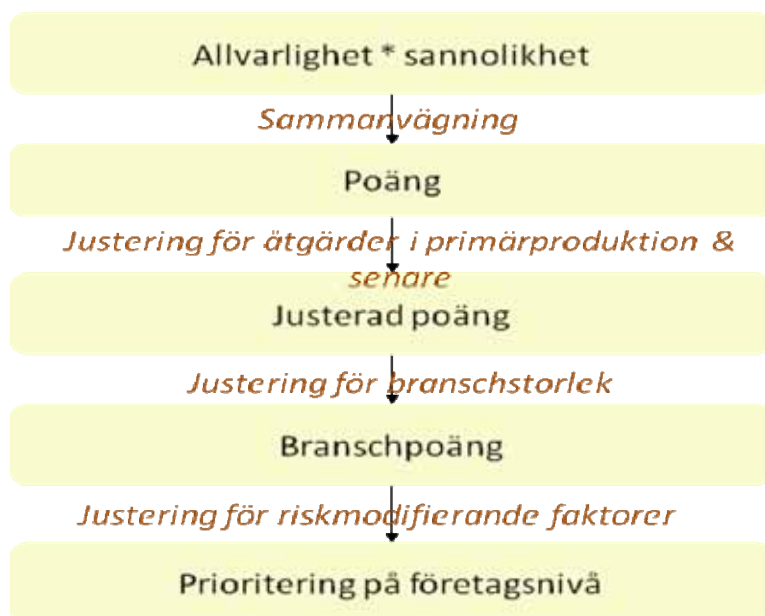 Allvarlighet * sannolikhet
Sammanvägning
Poäng
Justering för åtgärder i primärproduktion &
senare
Justerad poäng
Justering för branschstorlek
Branschpoäng
Justering för riskmodifierande faktorer
Prioritering på företagsnivå